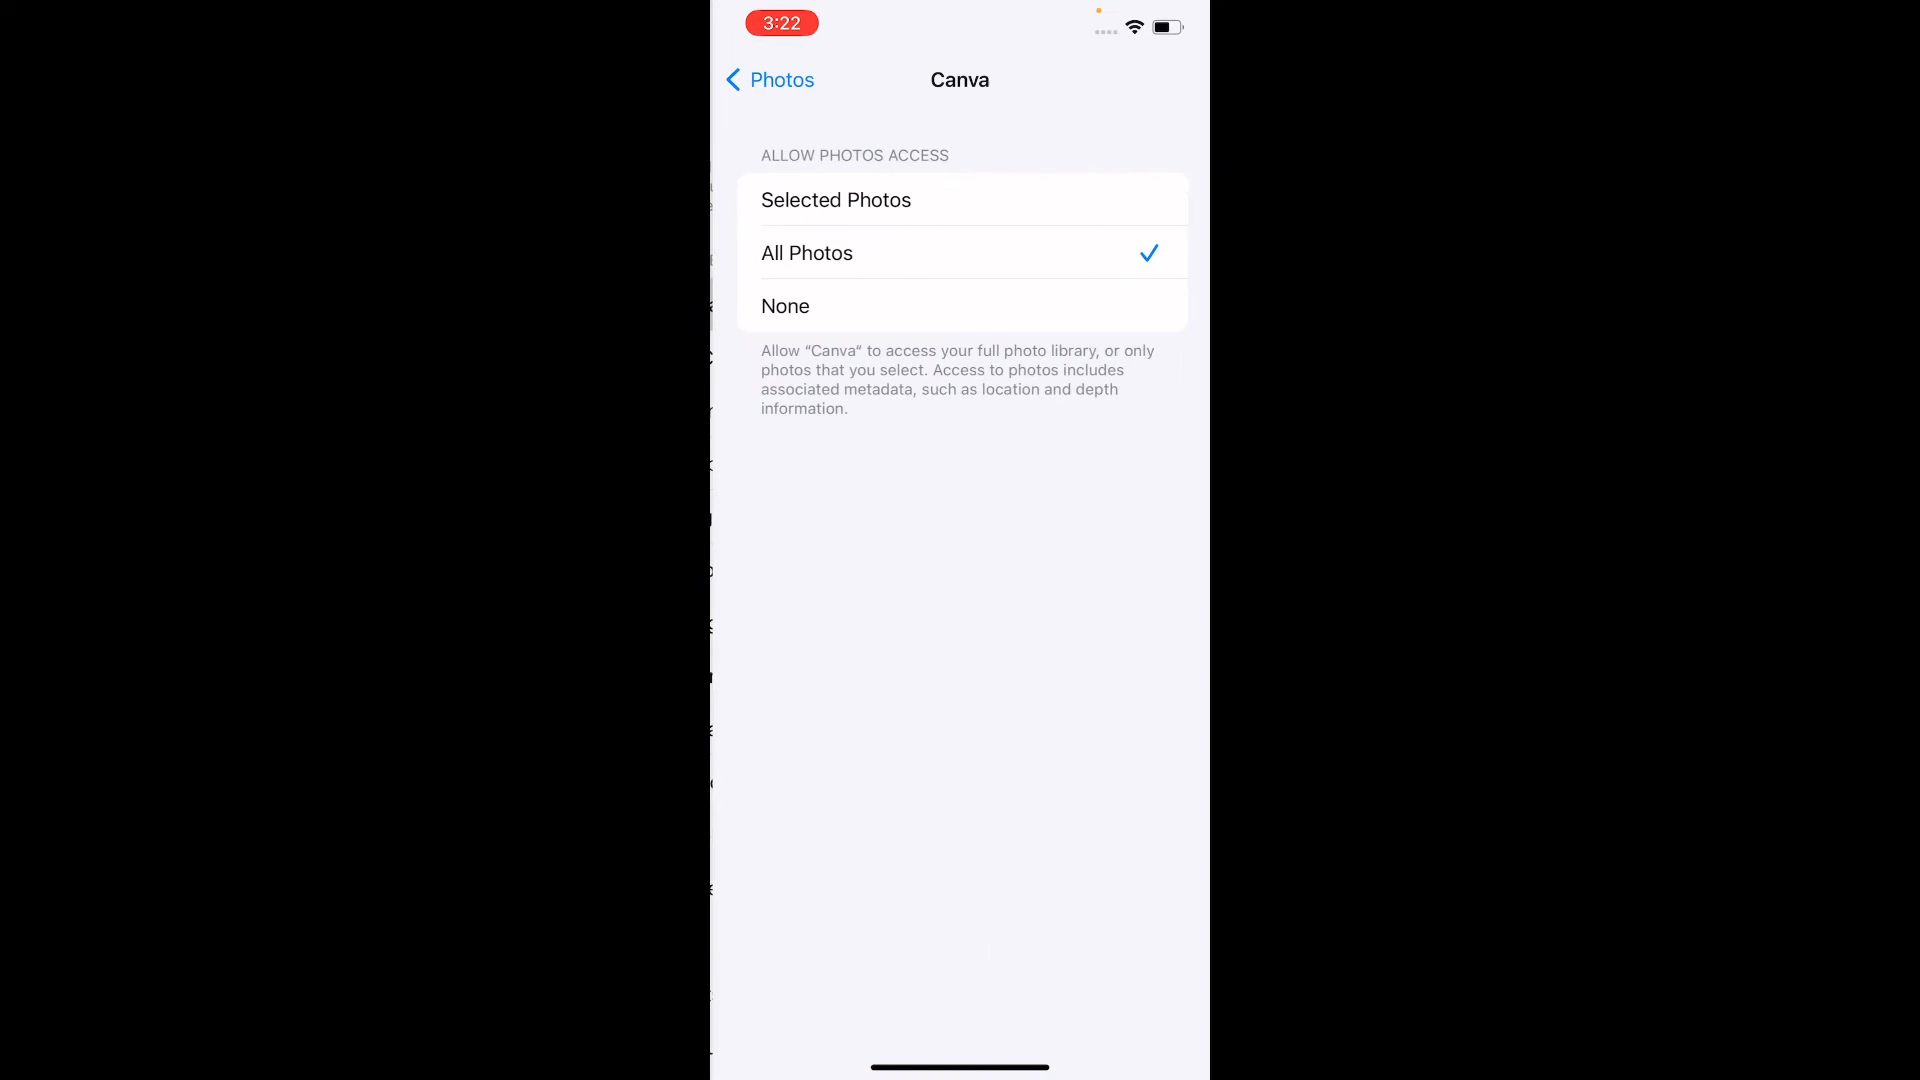 3:22
Photos
Canva
ALLOW PHOTOS ACCESS
Selected Photos
All Photos
None
Allow “Canva“ to access your full photo library, or only
photos that you select. Access to photos includes
associated metadata, such as location and depth
information.